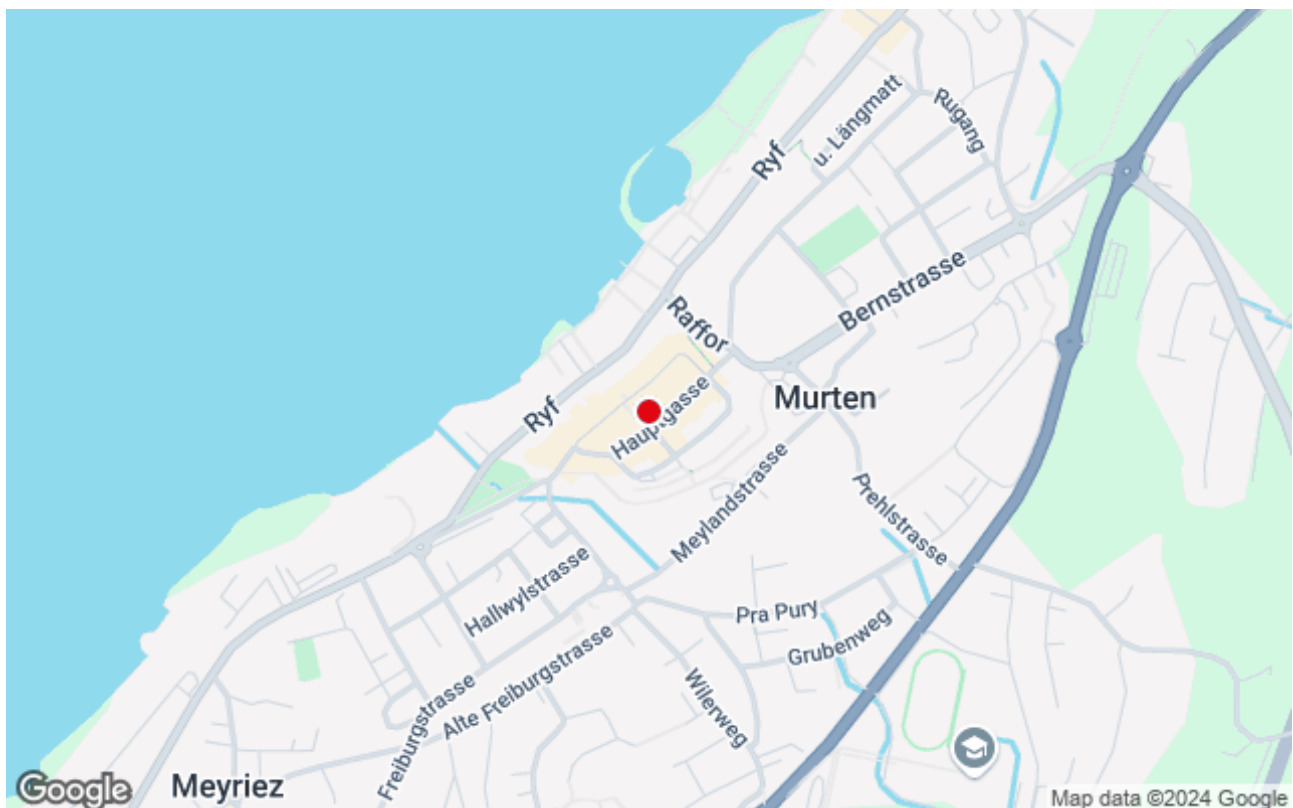 u. Längmatt
Rugang
Ryf
Bernstrasse
Raffor
Murten
Hauptgasse
Ryf
Meylandstrasse
Prehlstrasse
Hallwylstrasse
Pra Pury
Grubenweg
Wilerweg
Alte Freiburgstrasse
Freiburgstrasse
Meyriez
Google
Map data ©2024 Google